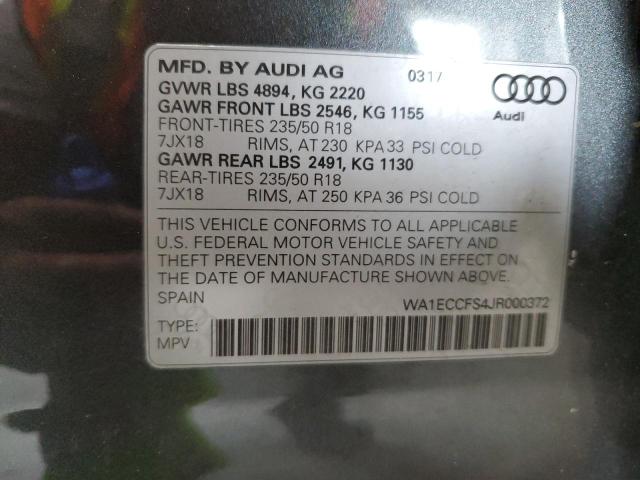 MFD. BY AUDI AG 0317
GVWR LBS 4894, KG 2220
GAWR FRONT LBS 2546, KG 1155
FRONT-TIRES 235/50 R18
7JX18 RIMS, AT 230 KPA 33 PSI COLD
GAWR REAR LBS 2491, KG 1130
REAR-TIRES 235/50 R18
7JX18 RIMS, AT 250 KPA 36 PSI COLD
Audi
THIS VEHICLE CONFORMS TO ALL APPLICABLE
U.S. FEDERAL MOTOR VEHICLE SAFETY AND
THEFT PREVENTION STANDARDS IN EFFECT ON
THE DATE OF MANUFACTURE SHOWN ABOVE.
SPAIN WA1ECCFS4JR000372
TYPE:
MPV